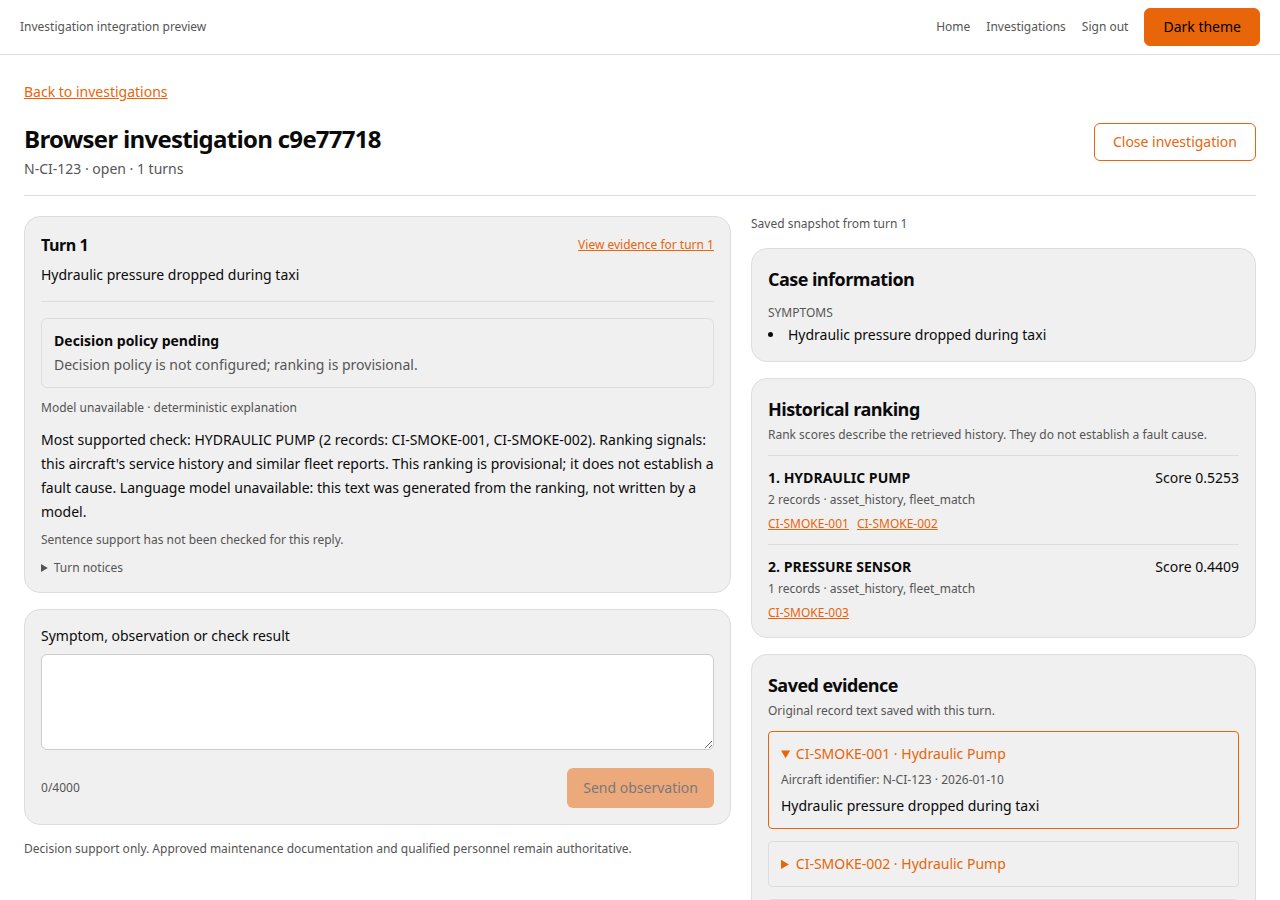 Investigation integration preview
Home Investigations Sign out Dark theme
Back to investigations
Browser investigation c9e77718
N-CI-123 · open · 1 turns
Close investigation
Turn 1
View evidence for turn 1
Hydraulic pressure dropped during taxi
Decision policy pending
Decision policy is not configured; ranking is provisional.
Model unavailable · deterministic explanation
Most supported check: HYDRAULIC PUMP (2 records: CI-SMOKE-001, CI-SMOKE-002). Ranking signals:
this aircraft's service history and similar fleet reports. This ranking is provisional; it does not establish a
fault cause. Language model unavailable: this text was generated from the ranking, not written by a
model.
Sentence support has not been checked for this reply.
Turn notices
Symptom, observation or check result
0/4000
Send observation
Decision support only. Approved maintenance documentation and qualified personnel remain authoritative.
Saved snapshot from turn 1
Case information
SYMPTOMS
• Hydraulic pressure dropped during taxi
Historical ranking
Rank scores describe the retrieved history. They do not establish a fault cause.
1. HYDRAULIC PUMP Score 0.5253
2 records · asset_history, fleet_match
CI-SMOKE-001 CI-SMOKE-002
2. PRESSURE SENSOR Score 0.4409
1 records · asset_history, fleet_match
CI-SMOKE-003
Saved evidence
Original record text saved with this turn.
CI-SMOKE-001 · Hydraulic Pump
Aircraft identifier: N-CI-123 · 2026-01-10
Hydraulic pressure dropped during taxi
CI-SMOKE-002 · Hydraulic Pump